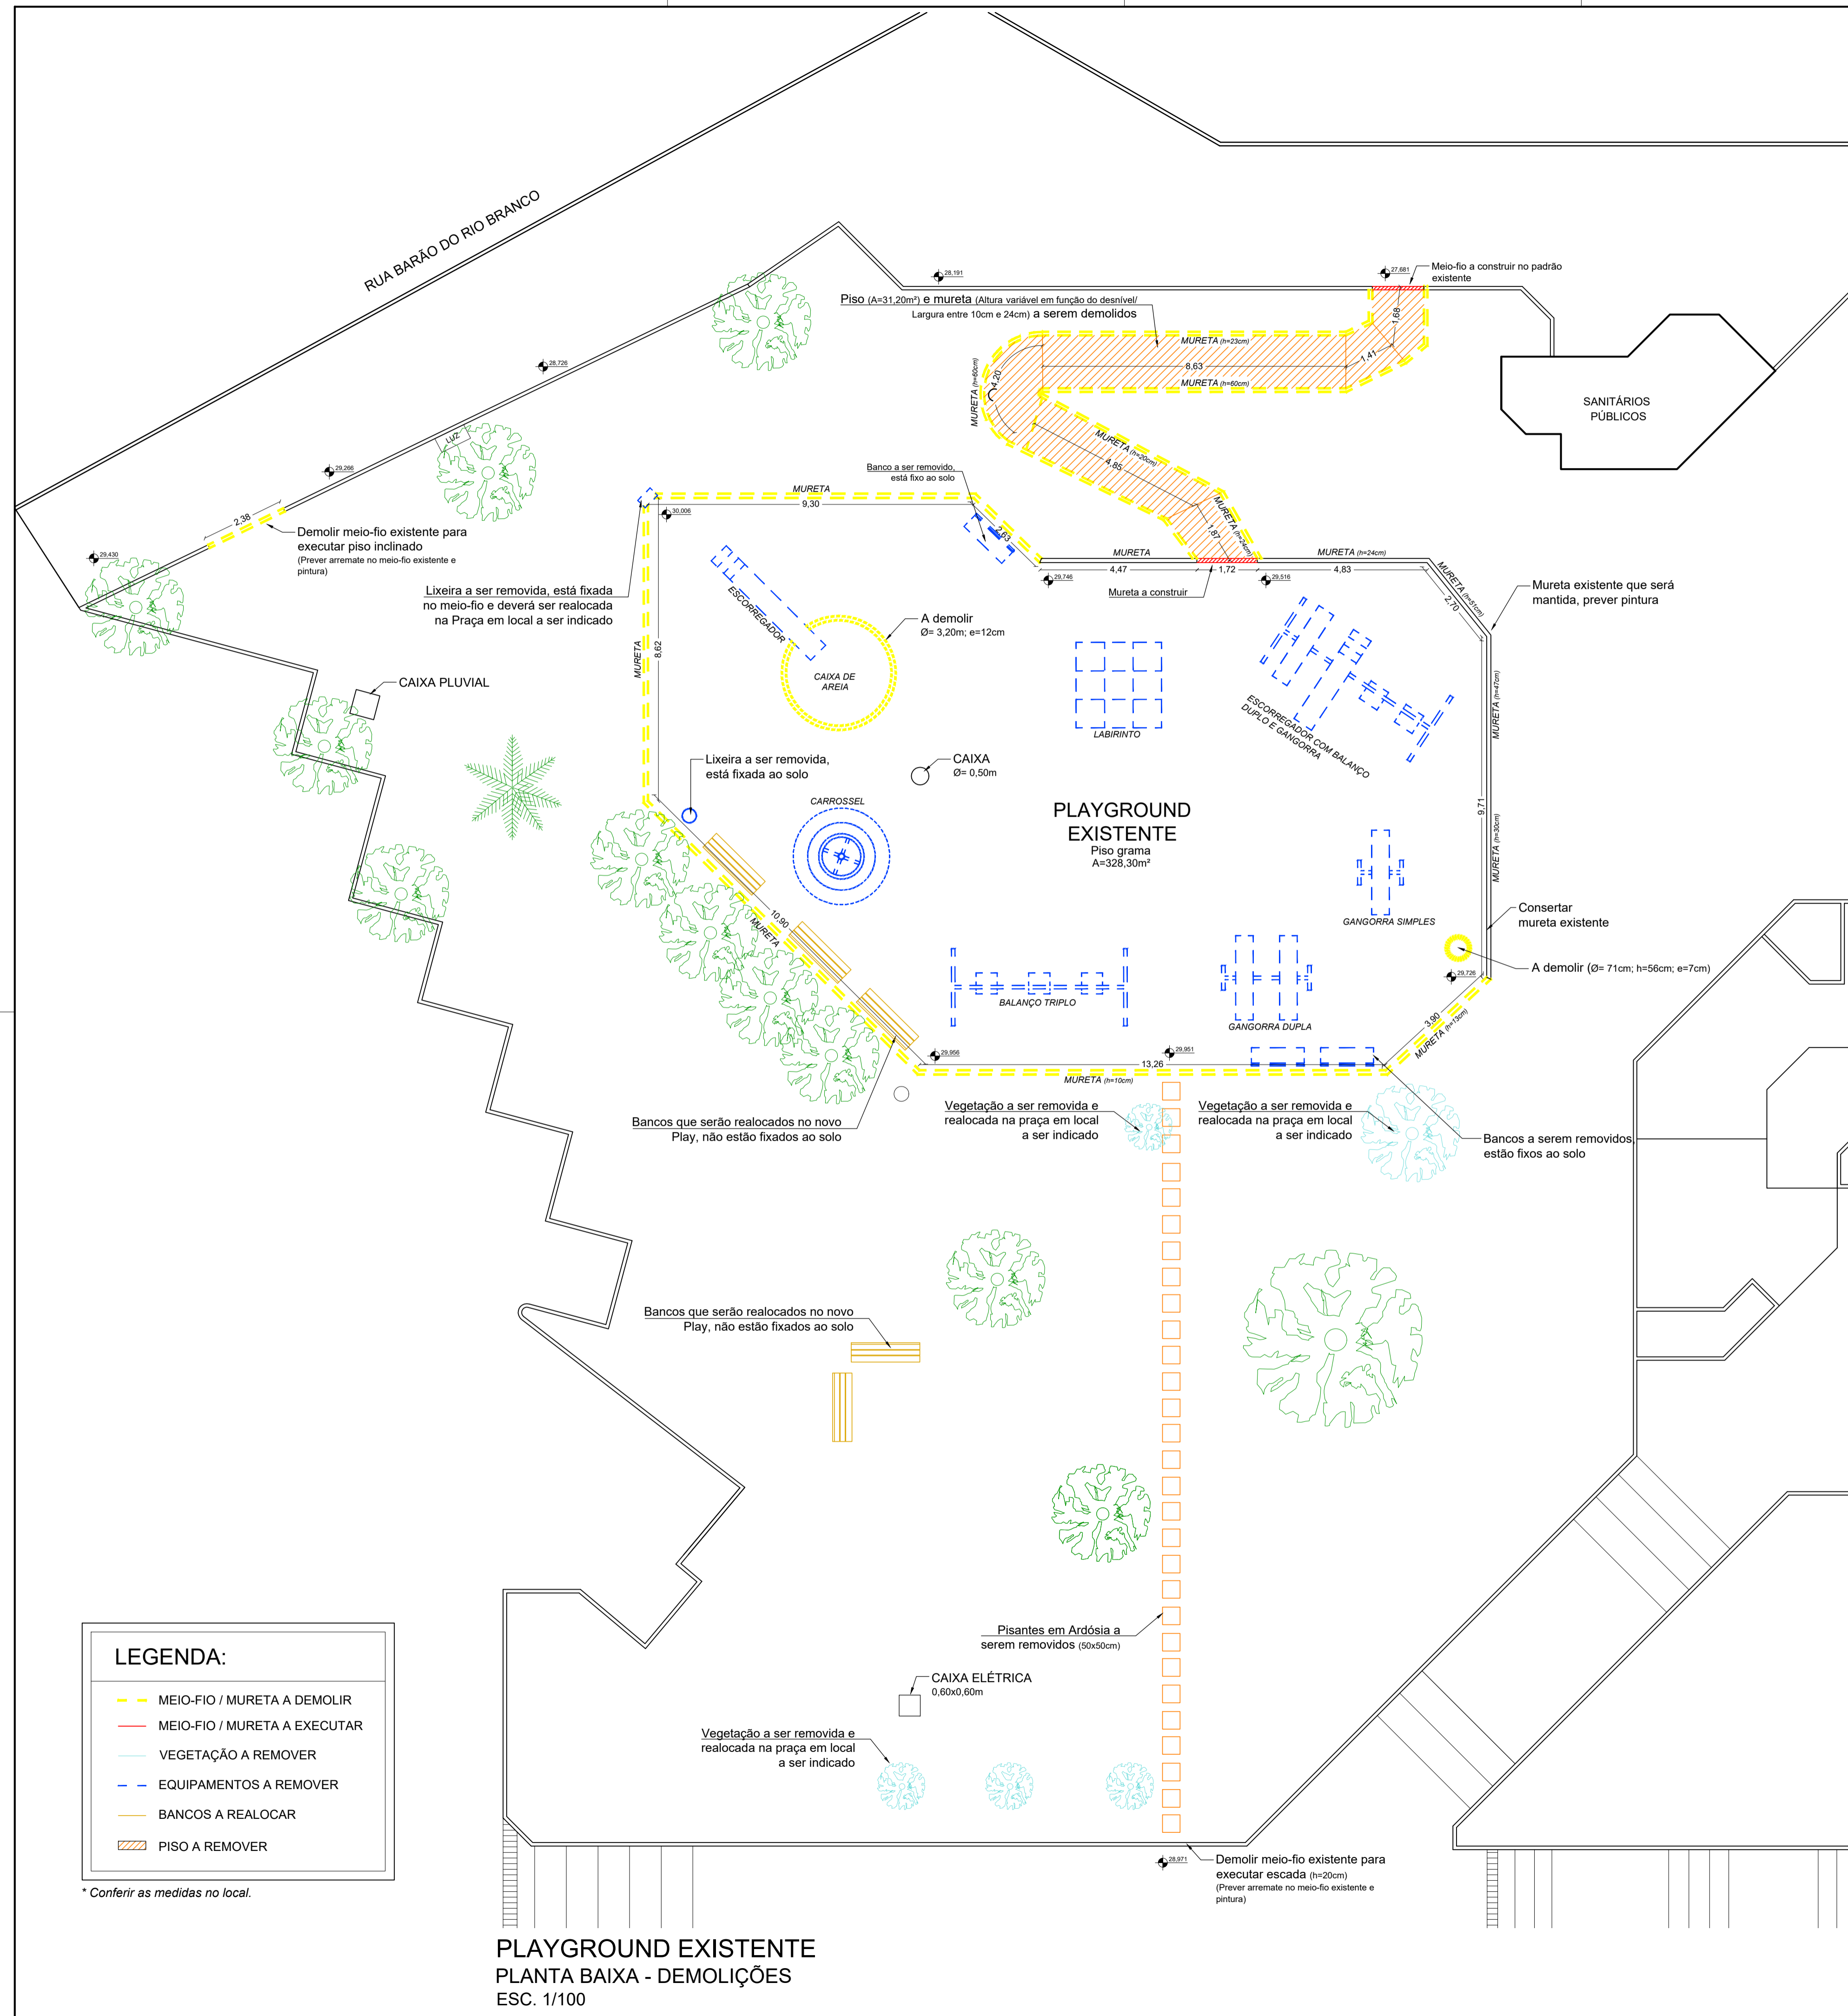 RUA BARÃO DO RIO BRANCO
28,191
27,681
Meio-fio a construir no padrão
existente
Piso (A=31,20m²) e mureta (Altura variável em função do desnível/
Largura entre 10cm e 24cm) a serem demolidos
1,68
MURETA (h=23cm)
8,63
1,41
MURETA (h=60cm)
MURETA (h=60cm)
4,20
28,726
SANITÁRIOS
PÚBLICOS
LUZ
MURETA (h=20cm)
4,85
29,266
Banco a ser removido,
está fixo ao solo
MURETA
9,30
30,006
2,38
Demolir meio-fio existente para
executar piso inclinado
(Prever arremate no meio-fio existente e
pintura)
29,430
2,63
MURETA (h=24cm)
1,87
MURETA
MURETA (h=24cm)
4,47
1,72
4,83
29,746
29,516
Mureta a construir
MURETA (h=51cm)
2,70
Mureta existente que será
mantida, prever pintura
Lixeira a ser removida, está fixada
no meio-fio e deverá ser realocada
na Praça em local a ser indicado
ESCORREGADOR
A demolir
Ø= 3,20m; e=12cm
MURETA
8,62
CAIXA DE
AREIA
CAIXA PLUVIAL
LABIRINTO
ESCORREGADOR COM BALANÇO
DUPLO E GANGORRA
MURETA (h=47cm)
Lixeira a ser removida,
está fixada ao solo
CAIXA
Ø= 0,50m
CARROSSEL
PLAYGROUND
EXISTENTE
Piso grama
A=328,30m²
9,71
MURETA (h=30cm)
GANGORRA SIMPLES
Consertar
mureta existente
10,90
MURETA
A demolir (Ø= 71cm; h=56cm; e=7cm)
29,726
BALANÇO TRIPLO
GANGORRA DUPLA
3,90
MURETA (h=13cm)
29,956
29,951
13,26
MURETA (h=10cm)
Bancos que serão realocados no novo
Play, não estão fixados ao solo
Vegetação a ser removida e
realocada na praça em local
a ser indicado
Vegetação a ser removida e
realocada na praça em local
a ser indicado
Bancos a serem removidos,
estão fixos ao solo
Bancos que serão realocados no novo
Play, não estão fixados ao solo
Pisantes em Ardósia a
serem removidos (50x50cm)
CAIXA ELÉTRICA
0,60x0,60m
Vegetação a ser removida e
realocada na praça em local
a ser indicado
28,971
Demolir meio-fio existente para
executar escada (h=20cm)
(Prever arremate no meio-fio existente e
pintura)
LEGENDA:
MEIO-FIO / MURETA A DEMOLIR
MEIO-FIO / MURETA A EXECUTAR
VEGETAÇÃO A REMOVER
EQUIPAMENTOS A REMOVER
BANCOS A REALOCAR
PISO A REMOVER
* Conferir as medidas no local.
PLAYGROUND EXISTENTE
PLANTA BAIXA - DEMOLIÇÕES
ESC. 1/100